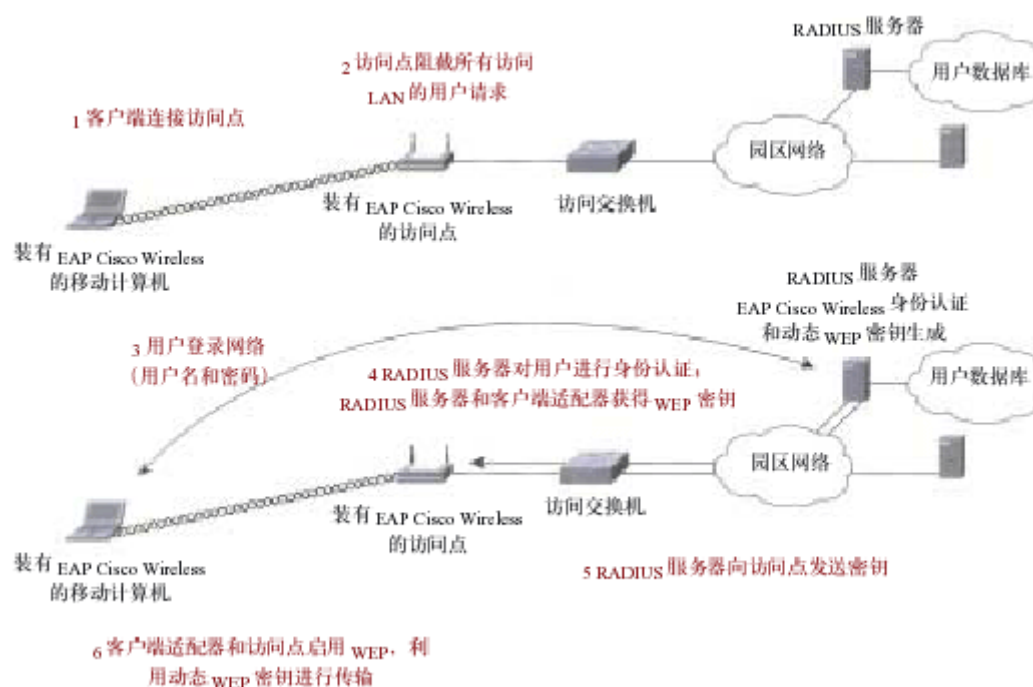 RADIUS 服务器
用户数据库
2 访问点阻截所有访问
LAN 的用户请求
1 客户端连接访问点
园区网络
访问交换机
装有 EAP Cisco Wireless
的访问点
装有 EAP Cisco Wireless
的移动计算机
RADIUS 服务器
EAP Cisco Wireless 身份认证
和动态 WEP 密钥生成
3 用户登录网络
（用户名和密码）
4 RADIUS 服务器对用户进行身份认证；
RADIUS 服务器和客户端适配器获得 WEP 密钥
用户数据库
园区网络
访问交换机
装有 EAP Cisco Wireless
的访问点
装有 EAP Cisco Wireless
的移动计算机
5 RADIUS 服务器向访问点发送密钥
6 客户端适配器和访问点启用 WEP，利
用动态 WEP 密钥进行传输